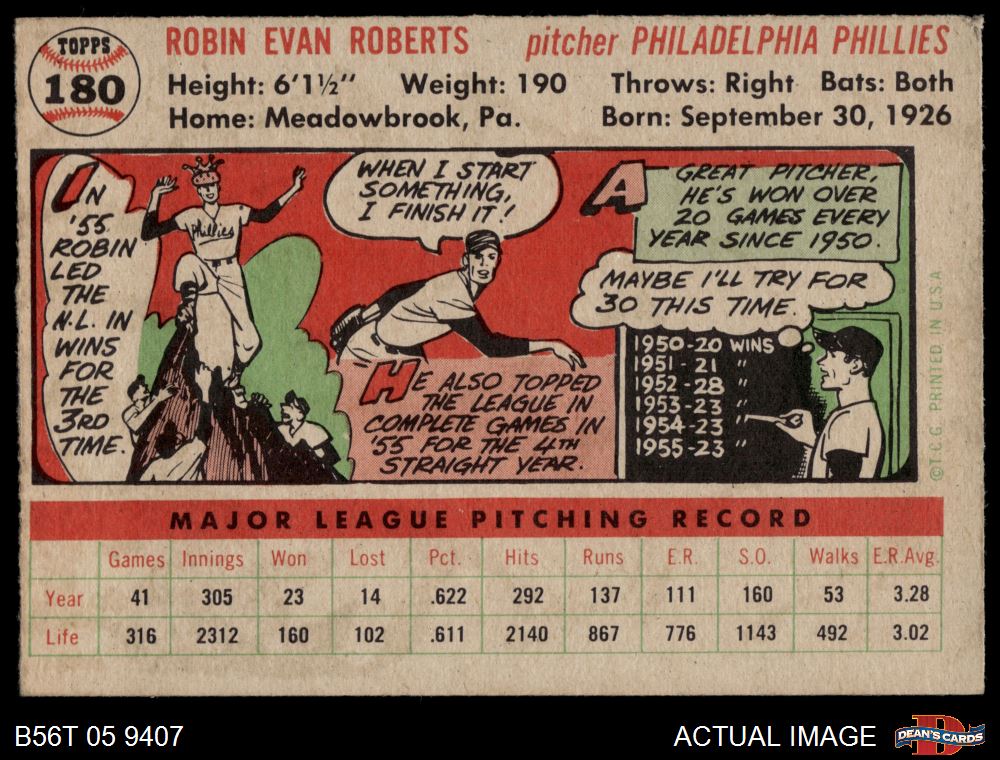 TOPPS
180
ROBIN EVAN ROBERTS pitcher PHILADELPHIA PHILLIES
Height: 6'1½" Weight: 190 Throws: Right Bats: Both
Home: Meadowbrook, Pa. Born: September 30, 1926
IN
'55
ROBIN
LED
THE
N.L. IN
WINS
FOR
THE
3RD
TIME.
Phillies
WHEN I START
SOMETHING,
I FINISH IT!
HE ALSO TOPPED
THE LEAGUE IN
COMPLETE GAMES IN
'55 FOR THE 4TH
STRAIGHT YEAR.
A GREAT PITCHER,
HE'S WON OVER
20 GAMES EVERY
YEAR SINCE 1950.
MAYBE I'LL TRY FOR
30 THIS TIME.
1950-20 WINS
1951-21 "
1952-28 "
1953-23 "
1954-23 "
1955-23 "
© T.C.G. PRINTED IN U.S.A.
MAJOR LEAGUE PITCHING RECORD
Games Innings Won Lost Pct. Hits Runs E.R. S.O. Walks E.R.Avg.
Year 41 305 23 14 .622 292 137 111 160 53 3.28
Life 316 2312 160 102 .611 2140 867 776 1143 492 3.02
B56T 05 9407 ACTUAL IMAGE DEAN'S CARDS